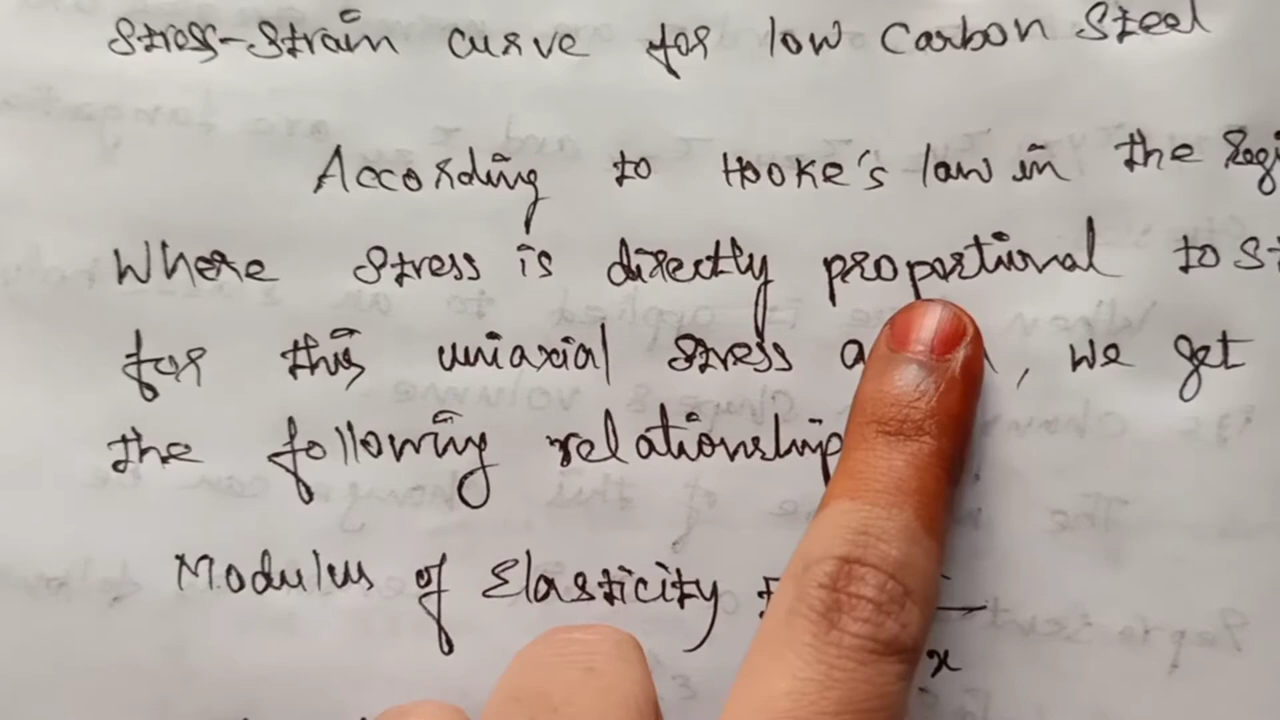 Stress-Strain curve for low Carbon Steel
According to Hooke's law in the
Where stress is directly proportional to
for this uniaxial stress , we get
the following relationship
Modulus of Elasticity
x